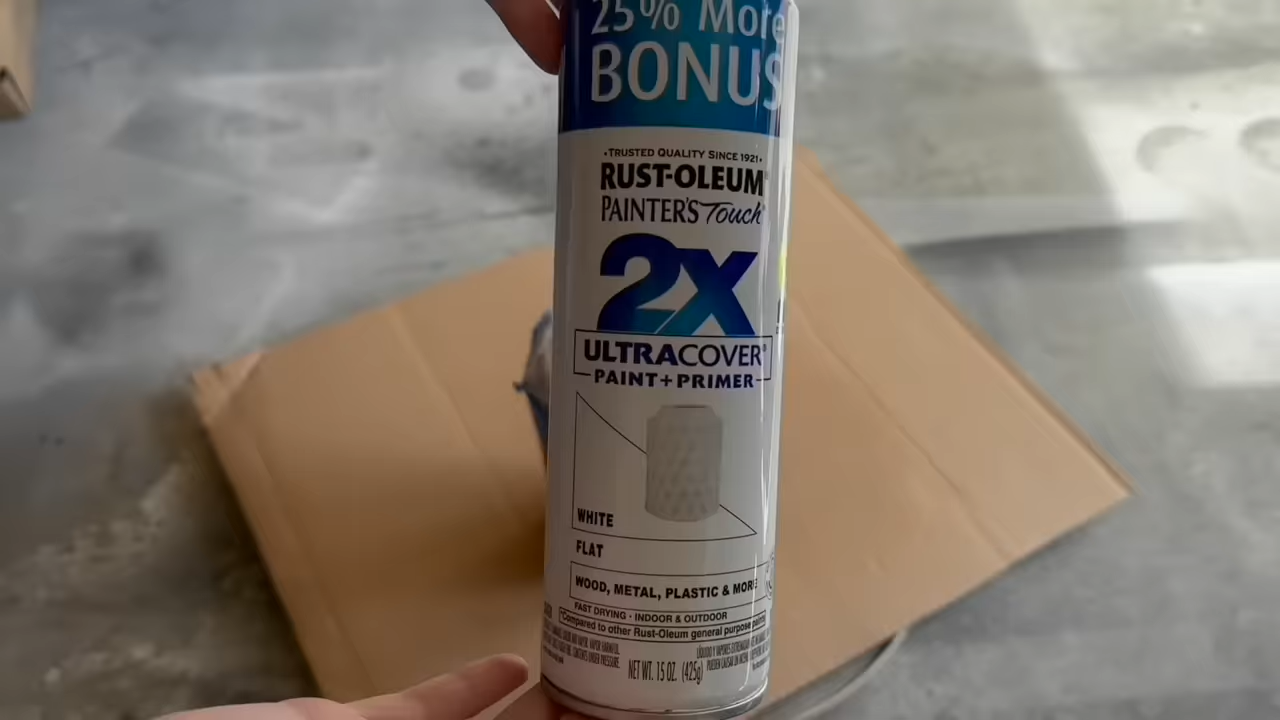 25% More
BONUS
•TRUSTED QUALITY SINCE 1921•
RUST-OLEUM
PAINTER'S Touch
2X
ULTRACOVER®
PAINT+PRIMER
WHITE
FLAT
WOOD, METAL, PLASTIC & MORE
FAST DRYING · INDOOR & OUTDOOR
*Compared to other Rust-Oleum general purpose paints
NET WT. 15 OZ. (425g)